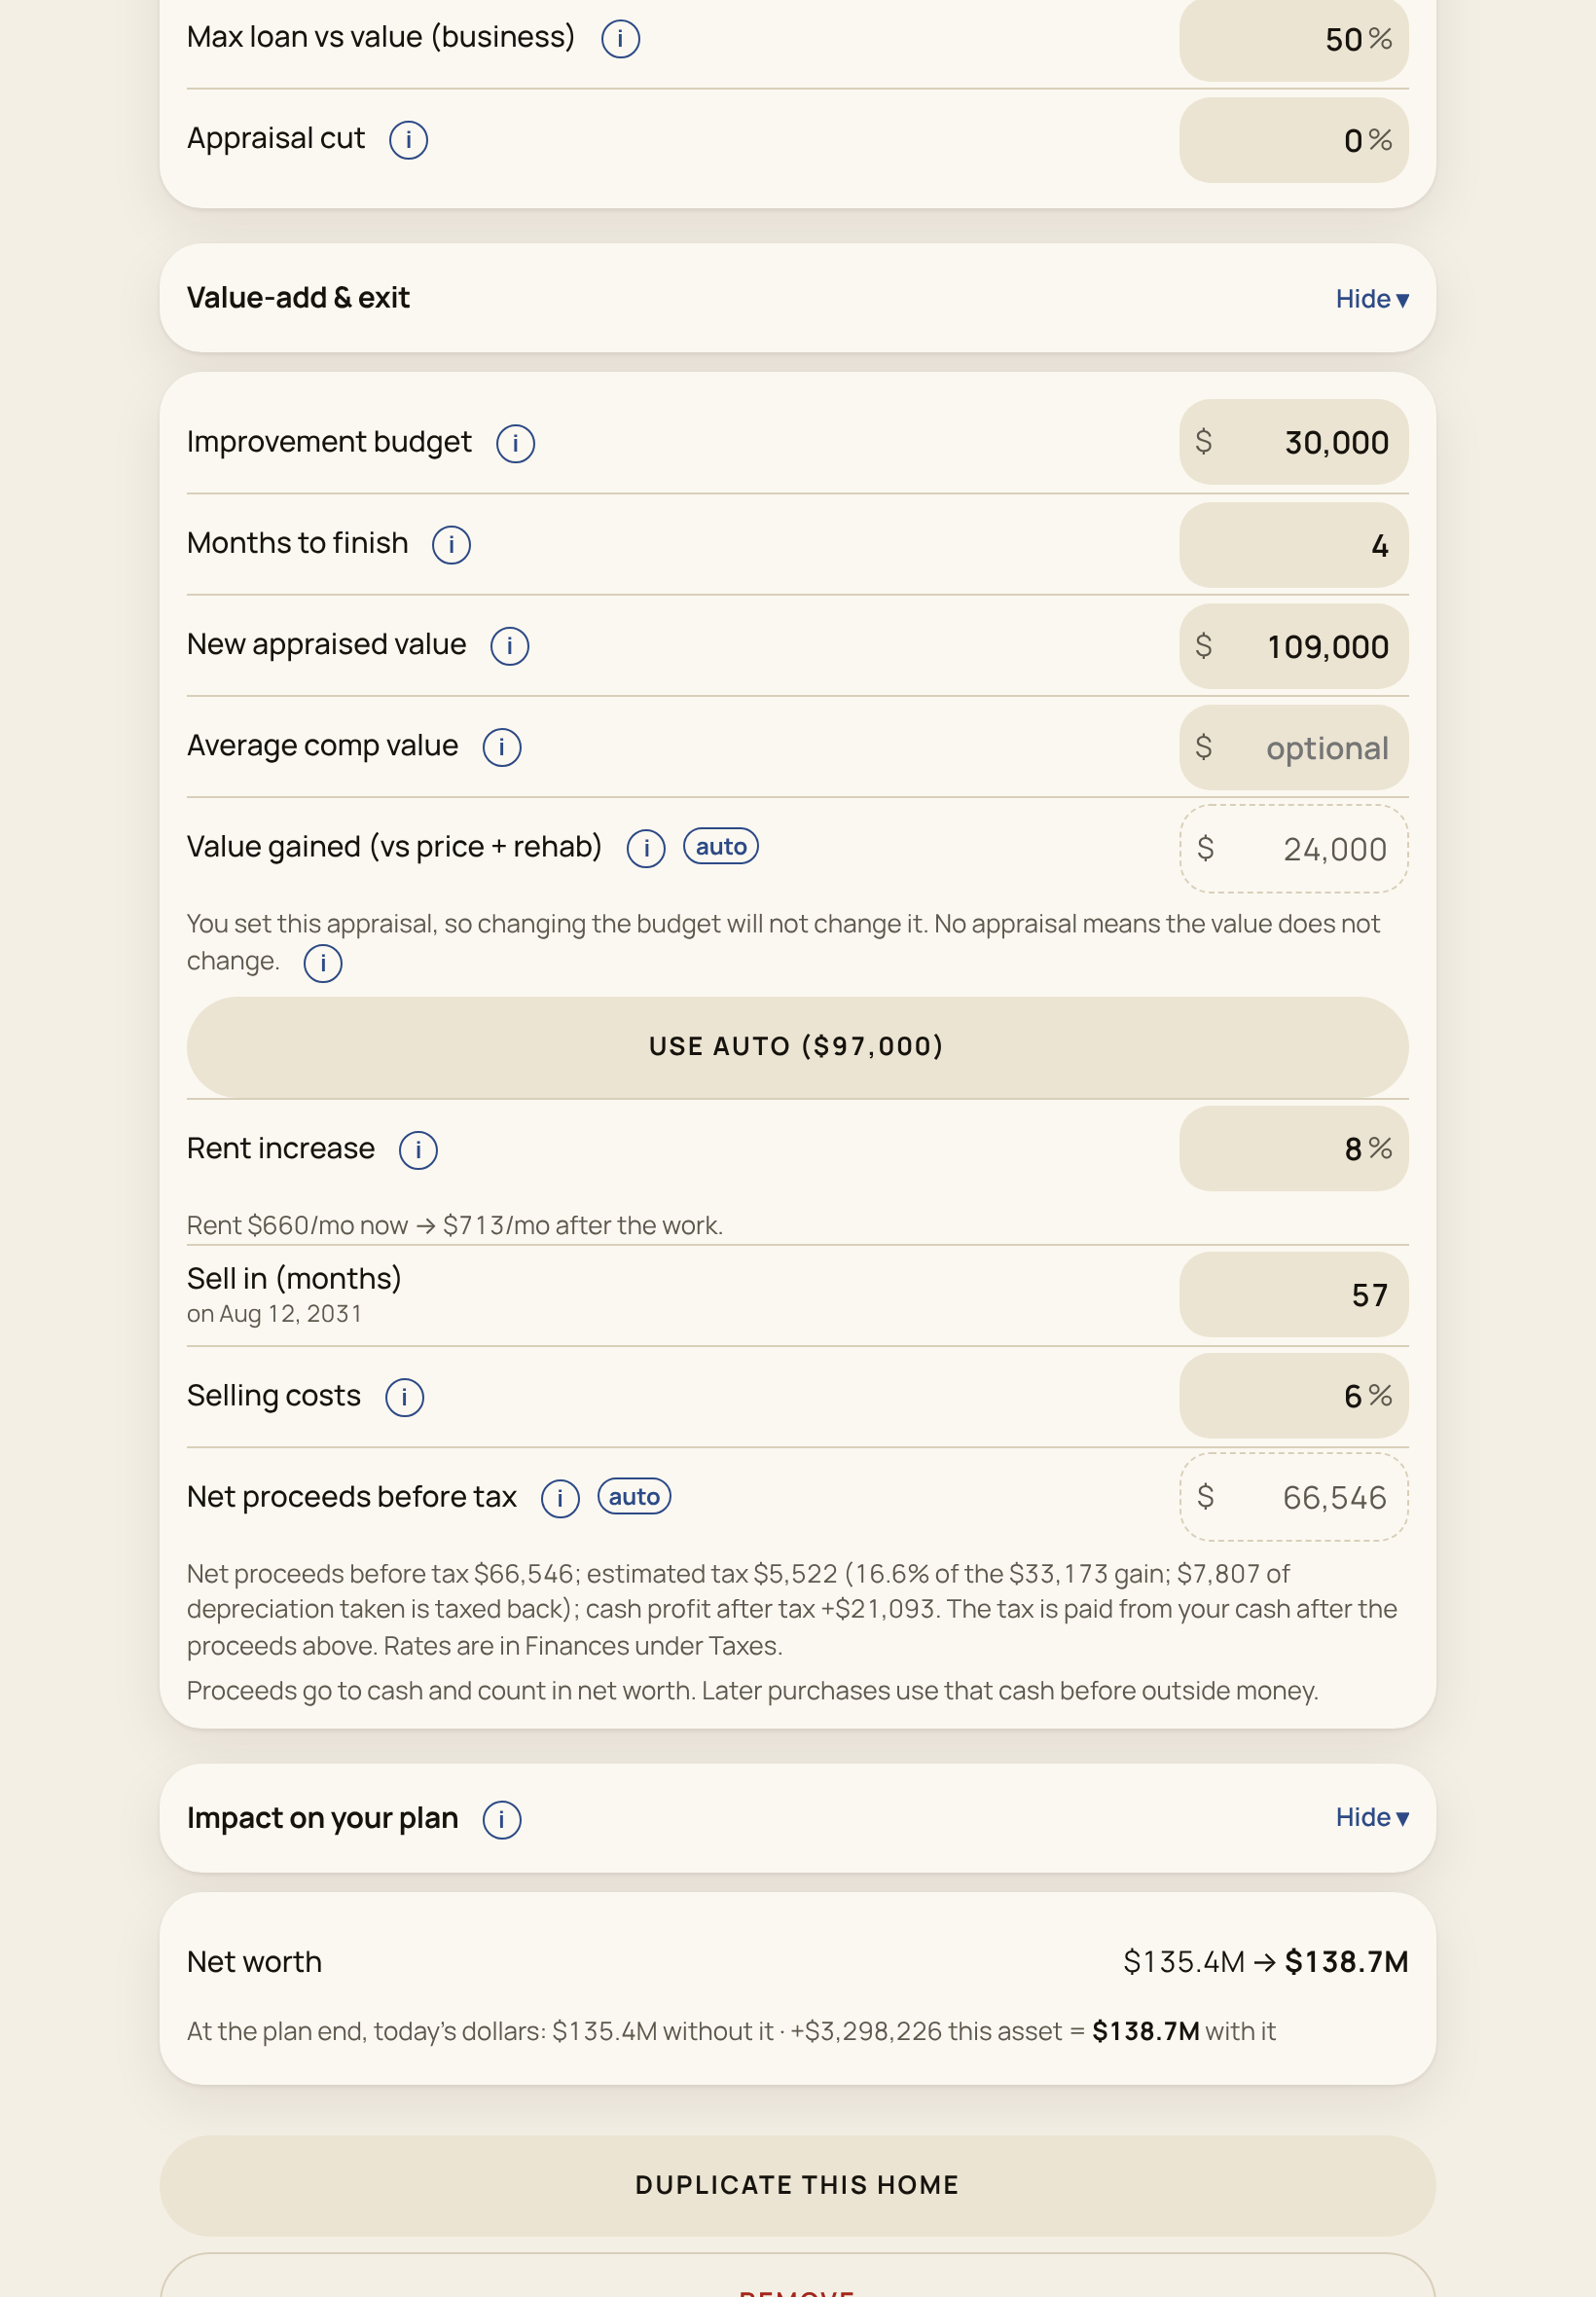 Max loan vs value (business) i 50 %
Appraisal cut i 0 %
Value-add & exit Hide ▾
Improvement budget i $ 30,000
Months to finish i 4
New appraised value i $ 109,000
Average comp value i $ optional
Value gained (vs price + rehab) i auto $ 24,000
You set this appraisal, so changing the budget will not change it. No appraisal means the value does not
change. i
USE AUTO ($97,000)
Rent increase i 8 %
Rent $660/mo now → $713/mo after the work.
Sell in (months) 57
on Aug 12, 2031
Selling costs i 6 %
Net proceeds before tax i auto $ 66,546
Net proceeds before tax $66,546; estimated tax $5,522 (16.6% of the $33,173 gain; $7,807 of
depreciation taken is taxed back); cash profit after tax +$21,093. The tax is paid from your cash after the
proceeds above. Rates are in Finances under Taxes.
Proceeds go to cash and count in net worth. Later purchases use that cash before outside money.
Impact on your plan i Hide ▾
Net worth $135.4M → $138.7M
At the plan end, today's dollars: $135.4M without it · +$3,298,226 this asset = $138.7M with it
DUPLICATE THIS HOME
REMOVE